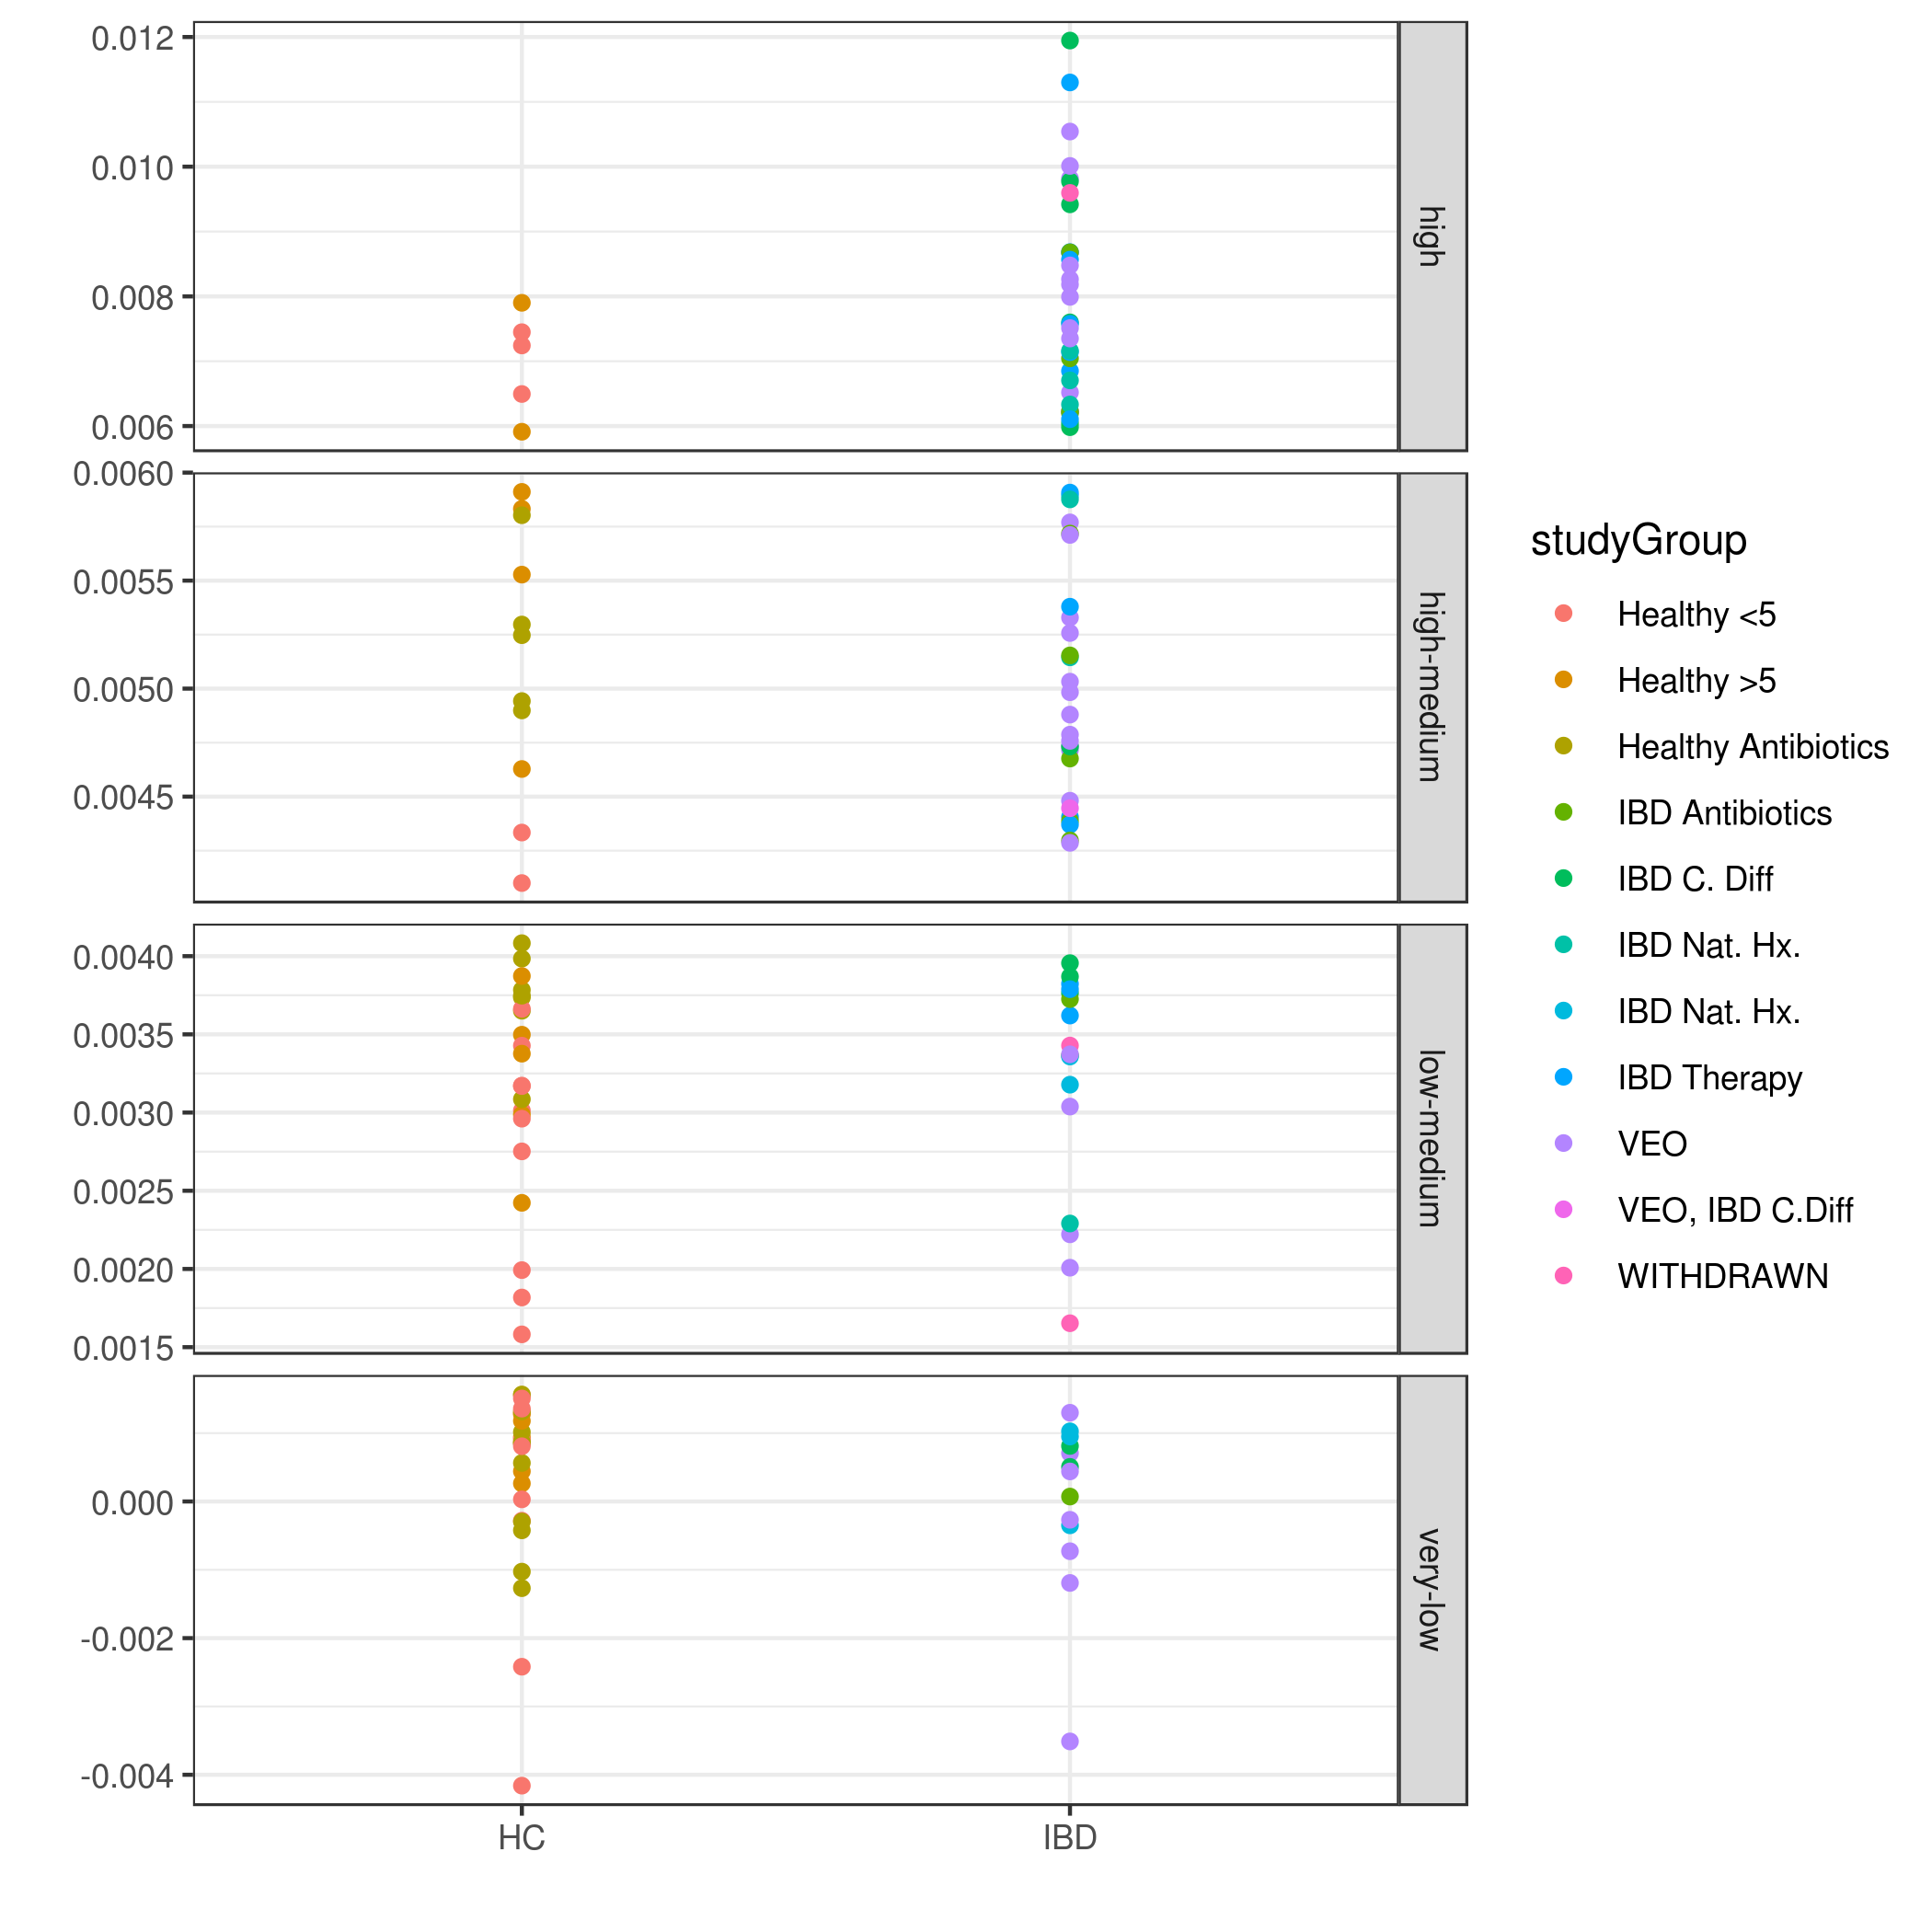 0.012
0.010
0.008
0.006
high
0.0060
0.0055
0.0050
0.0045
high-medium
0.0040
0.0035
0.0030
0.0025
0.0020
0.0015
low-medium
0.000
-0.002
-0.004
very-low
HC
IBD
studyGroup
Healthy <5
Healthy >5
Healthy Antibiotics
IBD Antibiotics
IBD C. Diff
IBD Nat. Hx.
IBD Nat. Hx.
IBD Therapy
VEO
VEO, IBD C.Diff
WITHDRAWN